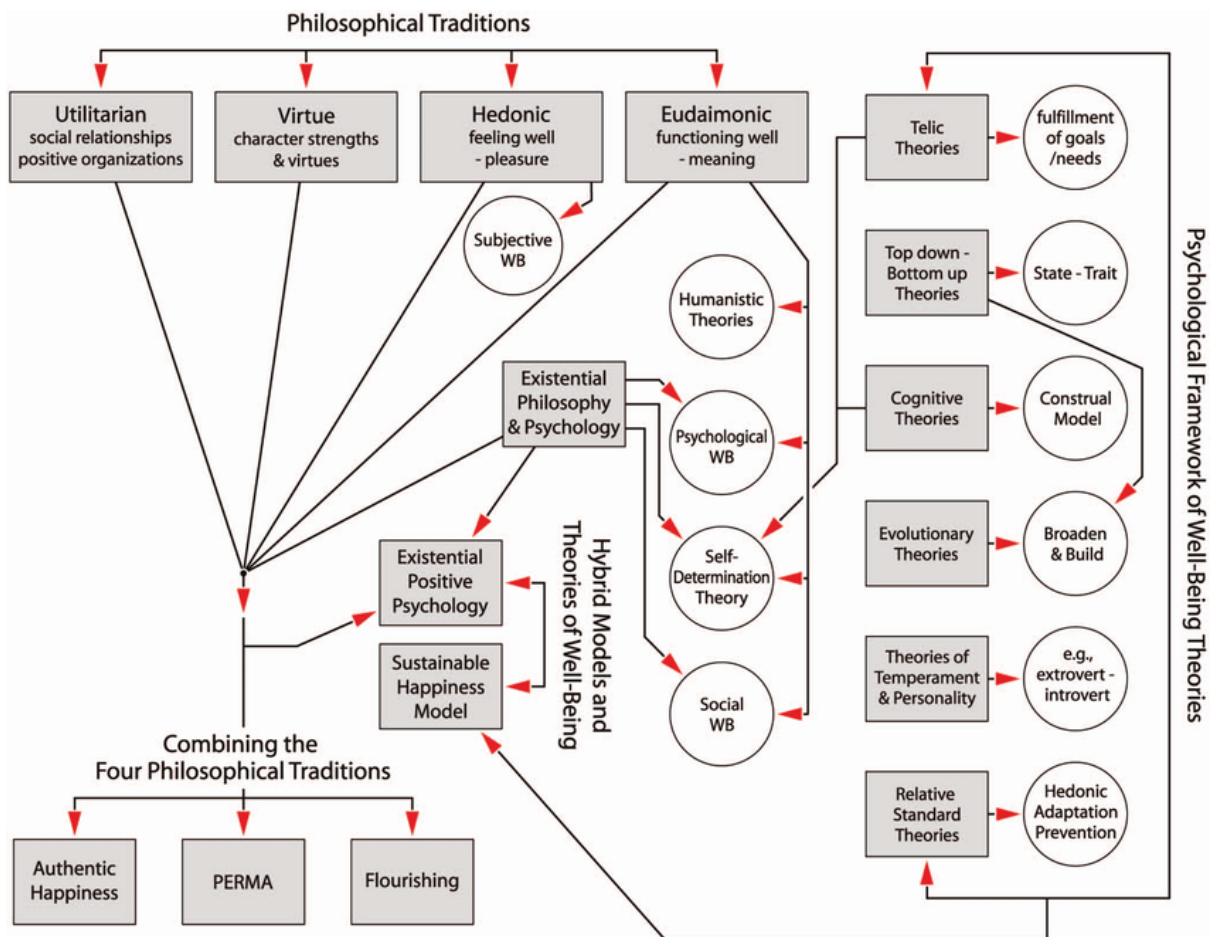 Philosophical Traditions
Utilitarian
social relationships
positive organizations
Virtue
character strengths
& virtues
Hedonic
feeling well
- pleasure
Eudaimonic
functioning well
- meaning
Subjective
WB
Humanistic
Theories
Existential
Philosophy
& Psychology
Psychological
WB
Self-
Determination
Theory
Social
WB
Existential
Positive
Psychology
Sustainable
Happiness
Model
Hybrid Models and
Theories of Well-Being
Combining the
Four Philosophical Traditions
Authentic
Happiness
PERMA
Flourishing
Telic
Theories
fulfillment
of goals
/needs
Top down -
Bottom up
Theories
State - Trait
Cognitive
Theories
Construal
Model
Evolutionary
Theories
Broaden
& Build
Theories of
Temperament
& Personality
e.g.,
extrovert -
introvert
Relative
Standard
Theories
Hedonic
Adaptation
Prevention
Psychological Framework of Well-Being Theories